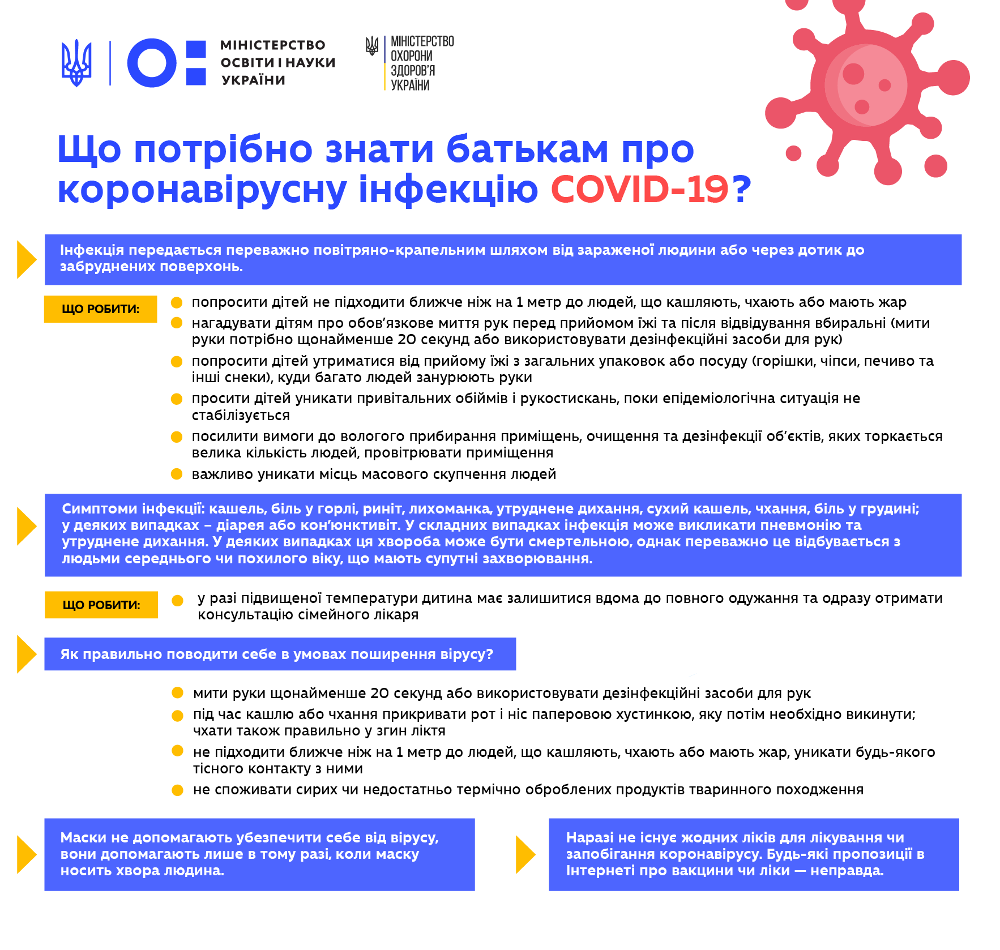 МІНІСТЕРСТВО
ОСВІТИ І НАУКИ
УКРАЇНИ
МІНІСТЕРСТВО
ОХОРОНИ
ЗДОРОВ’Я
УКРАЇНИ
Що потрібно знати батькам про
коронавірусну інфекцію COVID-19?
Інфекція передається переважно повітряно-крапельним шляхом від зараженої людини або через дотик до
забруднених поверхонь.
ЩО РОБИТИ:
попросити дітей не підходити ближче ніж на 1 метр до людей, що кашляють, чхають або мають жар
нагадувати дітям про обов’язкове миття рук перед прийомом їжі та після відвідування вбиральні (мити
руки потрібно щонайменше 20 секунд або використовувати дезінфекційні засоби для рук)
попросити дітей утриматися від прийому їжі з загальних упаковок або посуду (горішки, чіпси, печиво та
інші снеки), куди багато людей занурюють руки
просити дітей уникати привітальних обіймів і рукостискань, поки епідеміологічна ситуація не
стабілізується
посилити вимоги до вологого прибирання приміщень, очищення та дезінфекції об’єктів, яких торкається
велика кількість людей, провітрювати приміщення
важливо уникати місць масового скупчення людей
Симптоми інфекції: кашель, біль у горлі, риніт, лихоманка, утруднене дихання, сухий кашель, чхання, біль у грудині;
у деяких випадках – діарея або кон’юнктивіт. У складних випадках інфекція може викликати пневмонію та
утруднене дихання. У деяких випадках ця хвороба може бути смертельною, однак переважно це відбувається з
людьми середнього чи похилого віку, що мають супутні захворювання.
ЩО РОБИТИ:
у разі підвищеної температури дитина має залишитися вдома до повного одужання та одразу отримати
консультацію сімейного лікаря
Як правильно поводити себе в умовах поширення вірусу?
мити руки щонайменше 20 секунд або використовувати дезінфекційні засоби для рук
під час кашлю або чхання прикривати рот і ніс паперовою хустинкою, яку потім необхідно викинути;
чхати також правильно у згин ліктя
не підходити ближче ніж на 1 метр до людей, що кашляють, чхають або мають жар, уникати будь-якого
тісного контакту з ними
не споживати сирих чи недостатньо термічно оброблених продуктів тваринного походження
Маски не допомагають убезпечити себе від вірусу,
вони допомагають лише в тому разі, коли маску
носить хвора людина.
Наразі не існує жодних ліків для лікування чи
запобігання коронавірусу. Будь-які пропозиції в
Інтернеті про вакцини чи ліки — неправда.